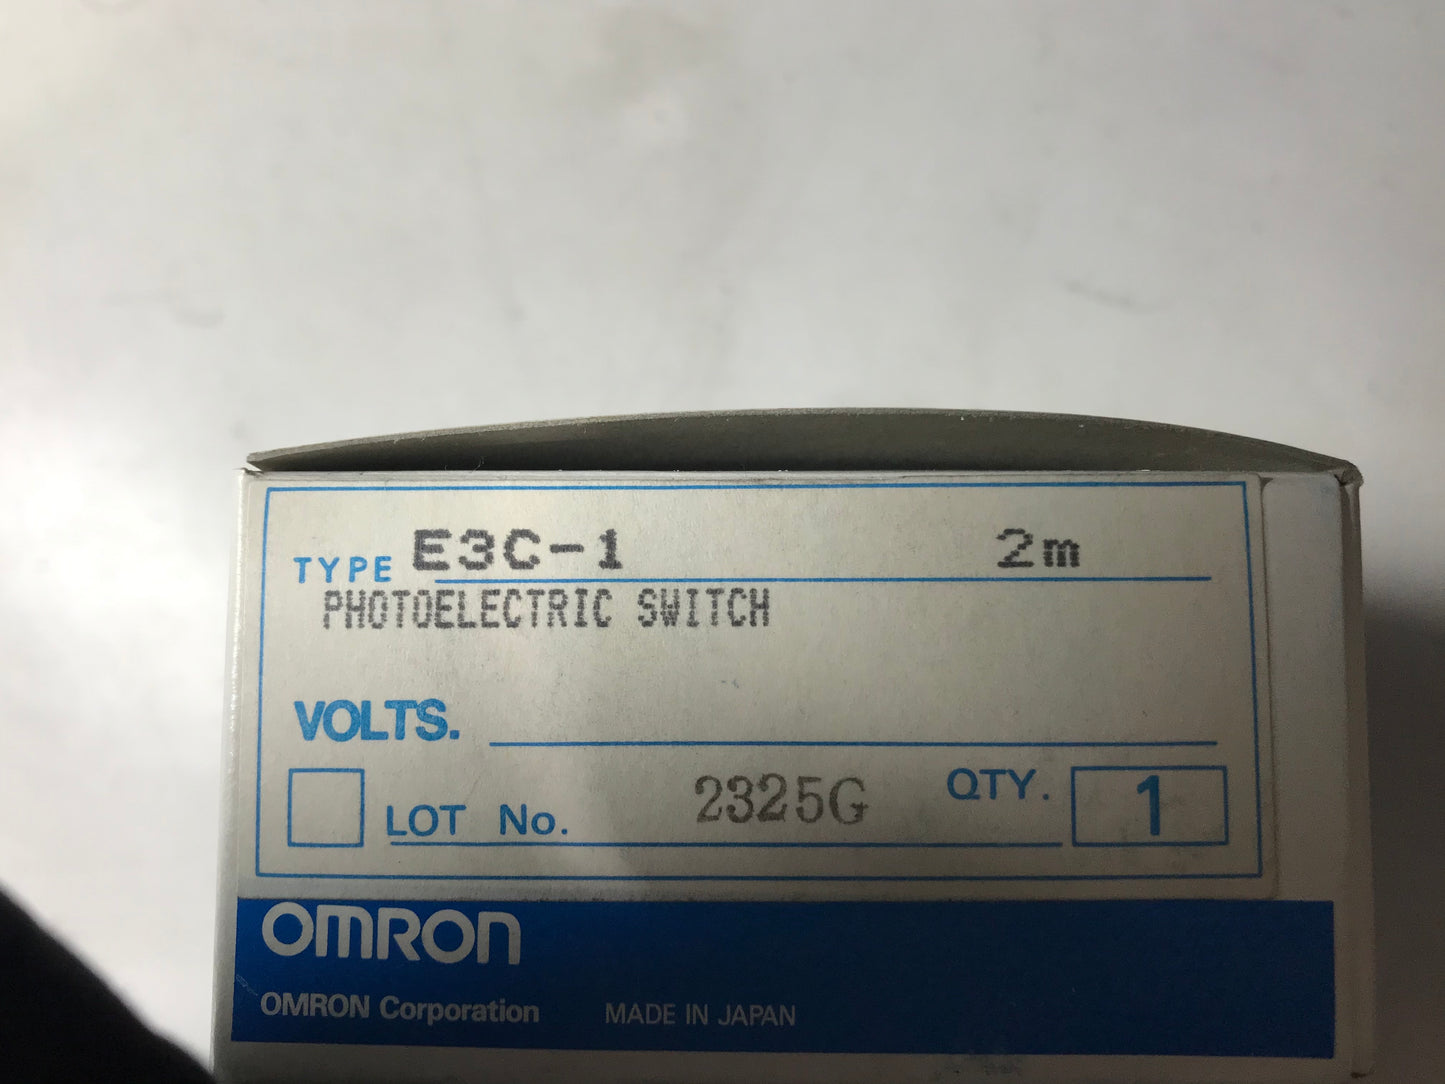 TYPE E3C-1 2m
PHOTOELECTRIC SWITCH
VOLTS.
LOT No. 2325G QTY. 1
OMRON
OMRON Corporation MADE IN JAPAN